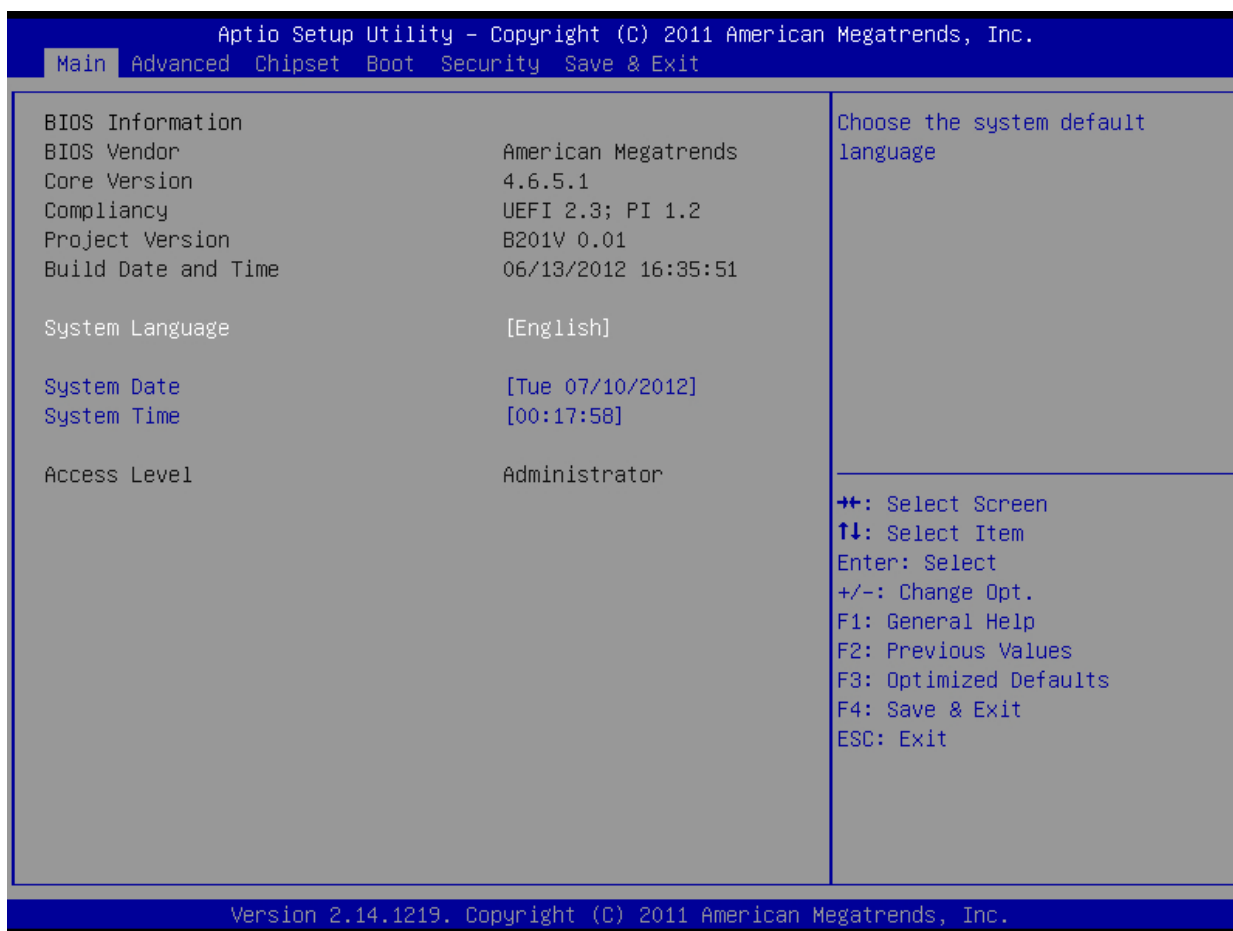 Aptio Setup Utility – Copyright (C) 2011 American Megatrends, Inc.
Main Advanced Chipset Boot Security Save & Exit
BIOS Information
BIOS Vendor American Megatrends
Core Version 4.6.5.1
Compliancy UEFI 2.3; PI 1.2
Project Version B201V 0.01
Build Date and Time 06/13/2012 16:35:51
System Language [English]
System Date [Tue 07/10/2012]
System Time [00:17:58]
Access Level Administrator
Choose the system default
language
→←: Select Screen
↑↓: Select Item
Enter: Select
+/-: Change Opt.
F1: General Help
F2: Previous Values
F3: Optimized Defaults
F4: Save & Exit
ESC: Exit
Version 2.14.1219. Copyright (C) 2011 American Megatrends, Inc.